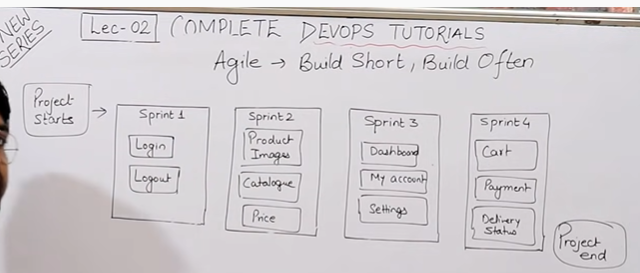 NEW
SERIES
Lec-02 COMPLETE DEVOPS TUTORIALS
Agile → Build Short, Build Often
Project
Starts →
Sprint 1
Login
Logout
Sprint 2
Product
Images
Catalogue
Price
Sprint 3
Dashboard
My account
Settings
Sprint 4
Cart
Payment
Delivery
Status
Project
end